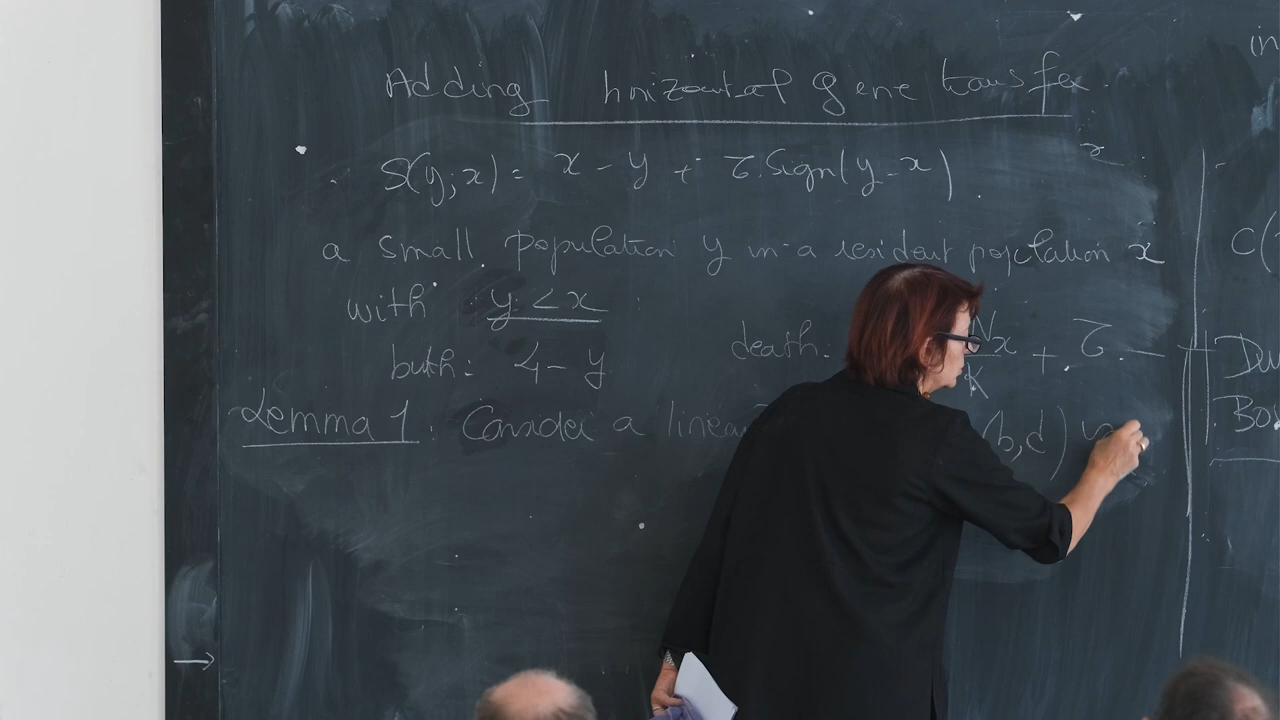 Adding horizontal gene transfer
S(y;x) = x - y + τ.Sign(y-x)
a small population y in a resident population x
with y < x
birth: 4 - y death. Nx/K + τ
Lemma 1. Consider a linear (b,d)
in
C(
Bo